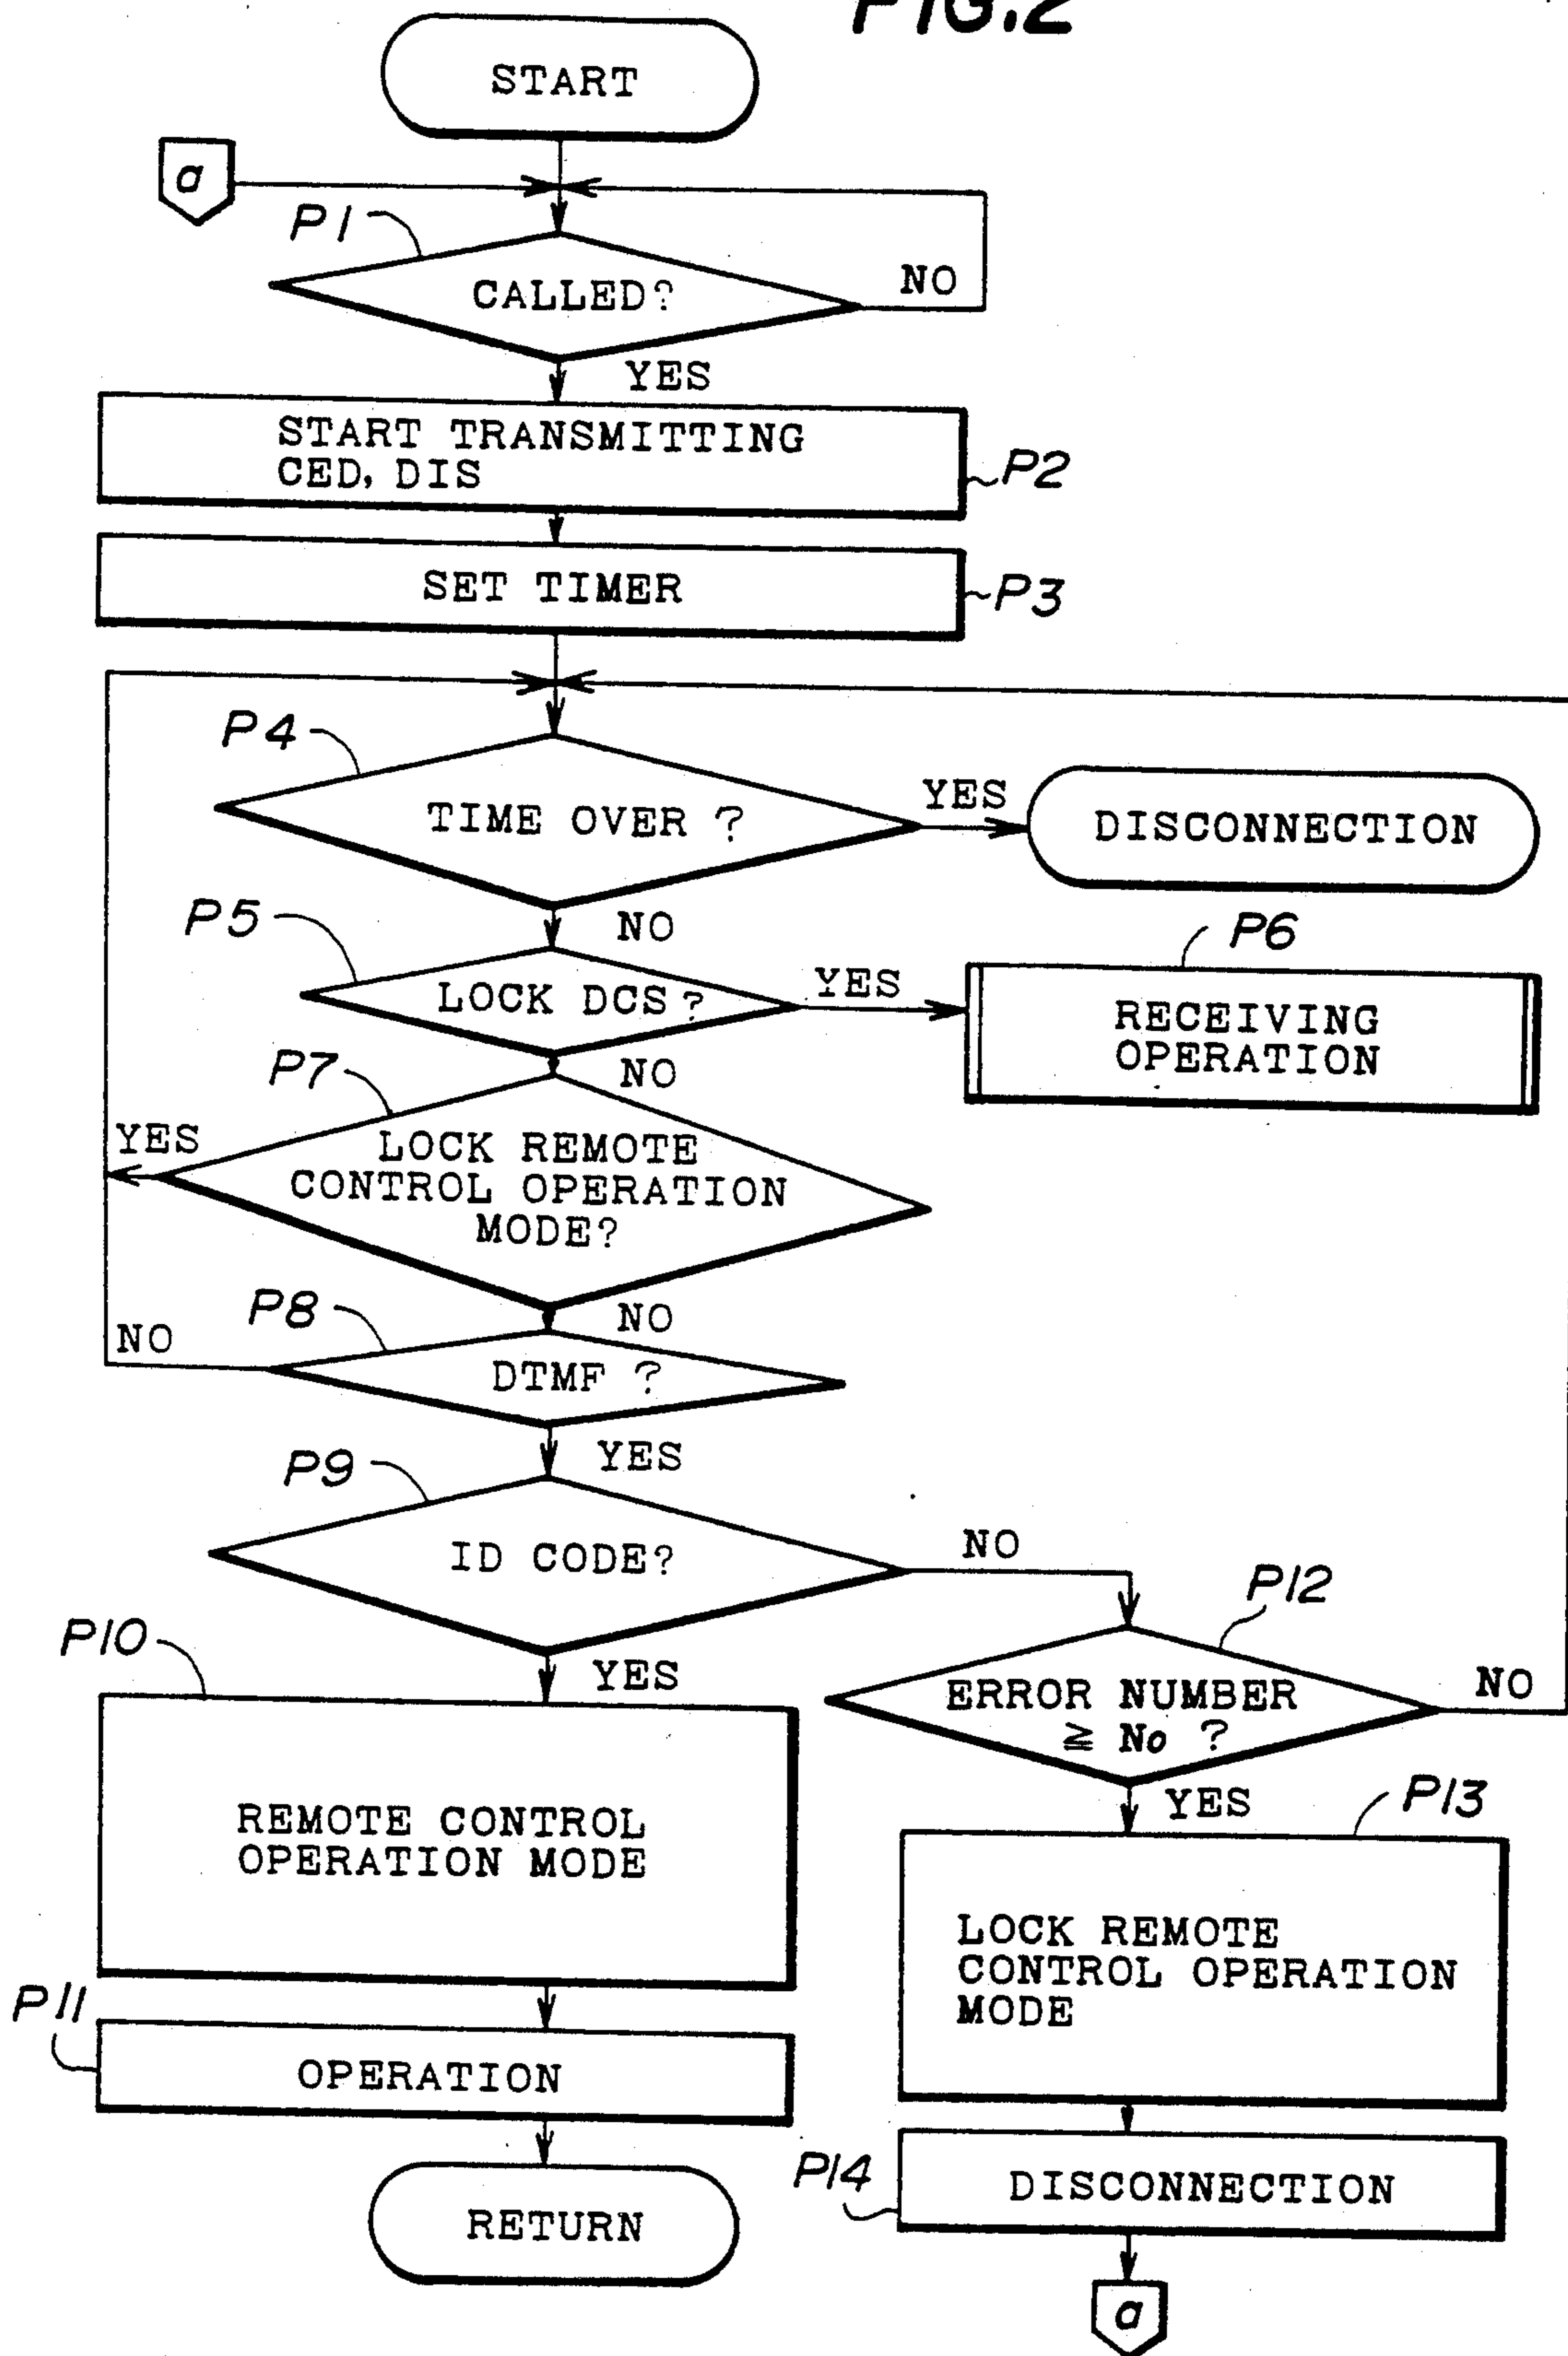 FIG.2
START
a
P1
CALLED?
NO
YES
START TRANSMITTING
CED, DIS
P2
SET TIMER
P3
P4
TIME OVER ?
YES
DISCONNECTION
NO
P5
LOCK DCS ?
YES
P6
RECEIVING
OPERATION
NO
P7
YES
LOCK REMOTE
CONTROL OPERATION
MODE?
NO
P8
NO
DTMF ?
YES
P9
ID CODE?
NO
P12
YES
P10
ERROR NUMBER
≧ No ?
NO
YES
P13
REMOTE CONTROL
OPERATION MODE
LOCK REMOTE
CONTROL OPERATION
MODE
P11
OPERATION
P14
DISCONNECTION
RETURN
a